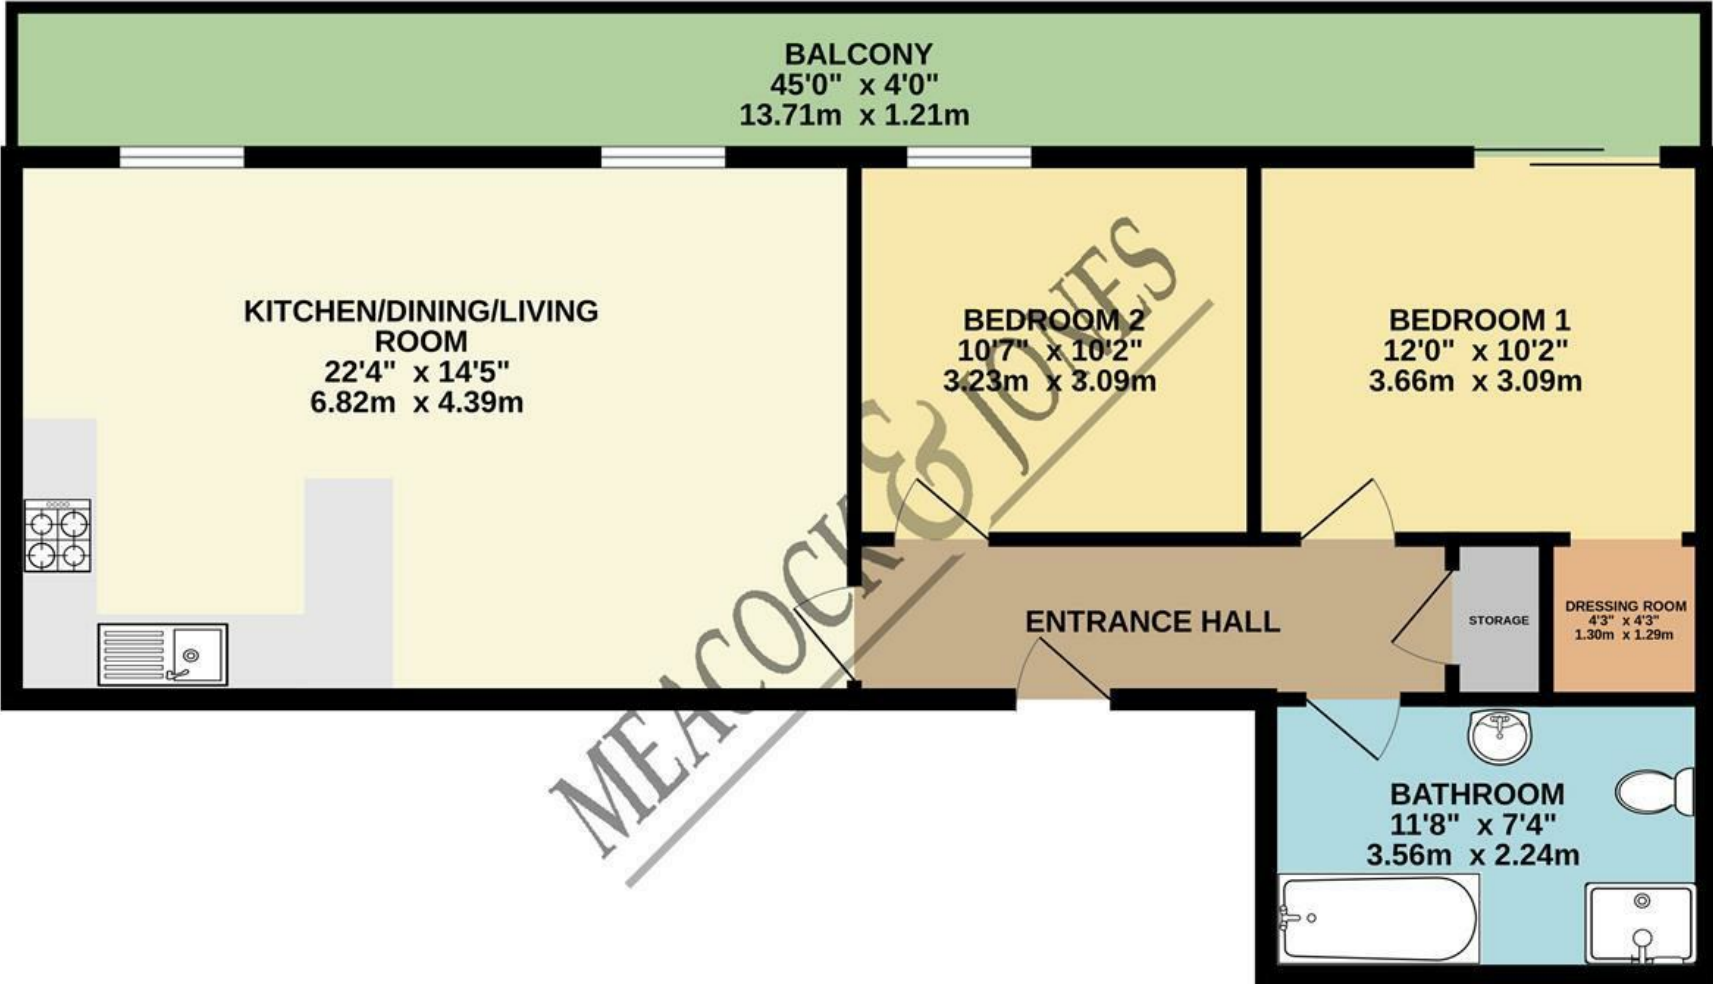 BALCONY
45'0" x 4'0"
13.71m x 1.21m
KITCHEN/DINING/LIVING
ROOM
22'4" x 14'5"
6.82m x 4.39m
BEDROOM 2
10'7" x 10'2"
3.23m x 3.09m
BEDROOM 1
12'0" x 10'2"
3.66m x 3.09m
ENTRANCE HALL
STORAGE
DRESSING ROOM
4'3" x 4'3"
1.30m x 1.29m
BATHROOM
11'8" x 7'4"
3.56m x 2.24m
MEACOCK & JONES